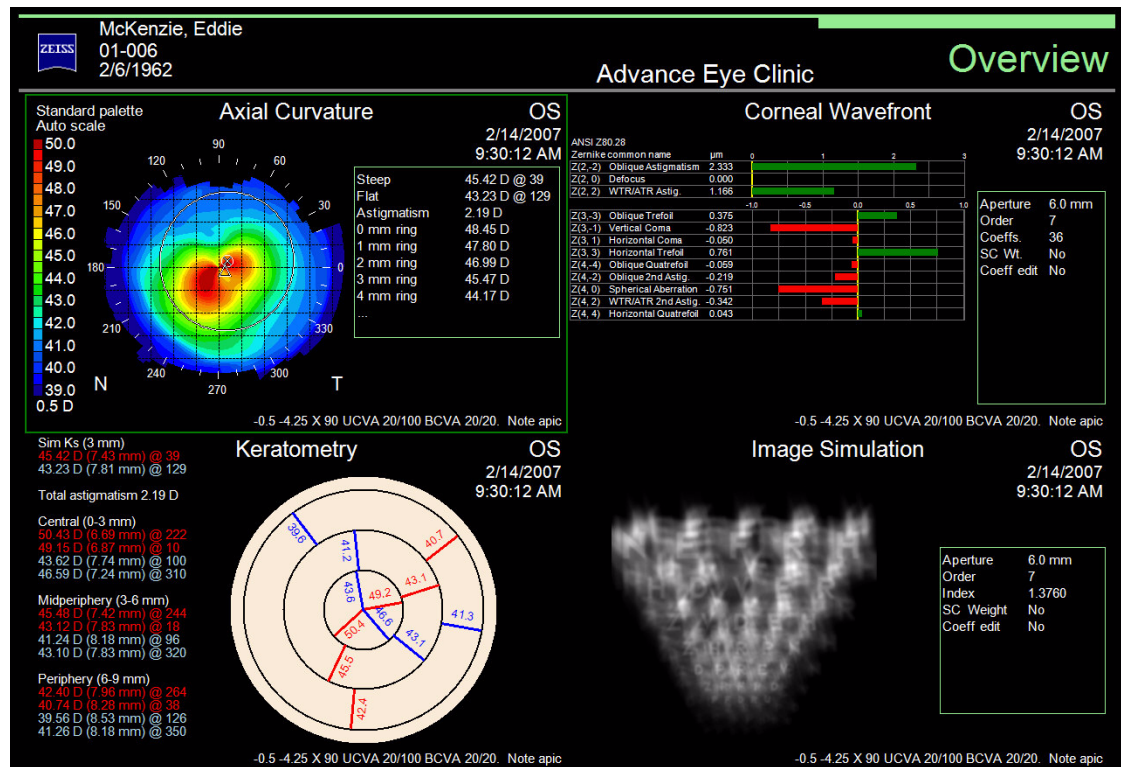 ZEISS
McKenzie, Eddie
01-006
2/6/1962
Advance Eye Clinic
Overview
Standard palette
Auto scale
Axial Curvature
OS
2/14/2007
9:30:12 AM
50.0
49.0
48.0
47.0
46.0
45.0
44.0
43.0
42.0
41.0
40.0
39.0
0.5 D
90
120
60
150
30
180
0
210
330
240
300
270
N
T
Steep 45.42 D @ 39
Flat 43.23 D @ 129
Astigmatism 2.19 D
0 mm ring 48.45 D
1 mm ring 47.80 D
2 mm ring 46.99 D
3 mm ring 45.47 D
4 mm ring 44.17 D
...
-0.5 -4.25 X 90 UCVA 20/100 BCVA 20/20. Note apic
Corneal Wavefront
OS
2/14/2007
9:30:12 AM
ANSI Z80.28
Zernike common name µm 0 1 2 3
Z(2,-2) Oblique Astigmatism 2.333
Z(2, 0) Defocus 0.000
Z(2, 2) WTR/ATR Astig. 1.166
-1.0 -0.5 0.0 0.5 1.0
Z(3,-3) Oblique Trefoil 0.375
Z(3,-1) Vertical Coma -0.823
Z(3, 1) Horizontal Coma -0.050
Z(3, 3) Horizontal Trefoil 0.761
Z(4,-4) Oblique Quatrefoil -0.059
Z(4,-2) Oblique 2nd Astig. -0.219
Z(4, 0) Spherical Aberration -0.751
Z(4, 2) WTR/ATR 2nd Astig. -0.342
Z(4, 4) Horizontal Quatrefoil 0.043
Aperture 6.0 mm
Order 7
Coeffs. 36
SC Wt. No
Coeff edit No
-0.5 -4.25 X 90 UCVA 20/100 BCVA 20/20. Note apic
Sim Ks (3 mm)
45.42 D (7.43 mm) @ 39
43.23 D (7.81 mm) @ 129
Total astigmatism 2.19 D
Central (0-3 mm)
50.43 D (6.69 mm) @ 222
49.15 D (6.87 mm) @ 10
43.62 D (7.74 mm) @ 100
46.59 D (7.24 mm) @ 310
Midperiphery (3-6 mm)
45.48 D (7.42 mm) @ 244
43.12 D (7.83 mm) @ 18
41.24 D (8.18 mm) @ 96
43.10 D (7.83 mm) @ 320
Periphery (6-9 mm)
42.40 D (7.96 mm) @ 264
40.74 D (8.28 mm) @ 38
39.56 D (8.53 mm) @ 126
41.26 D (8.18 mm) @ 350
Keratometry
OS
2/14/2007
9:30:12 AM
39.6
41.2
40.7
43.6
49.2
43.1
46.6
41.3
50.4
43.1
45.5
42.4
-0.5 -4.25 X 90 UCVA 20/100 BCVA 20/20. Note apic
Image Simulation
OS
2/14/2007
9:30:12 AM
Aperture 6.0 mm
Order 7
Index 1.3760
SC Weight No
Coeff edit No
-0.5 -4.25 X 90 UCVA 20/100 BCVA 20/20. Note apic